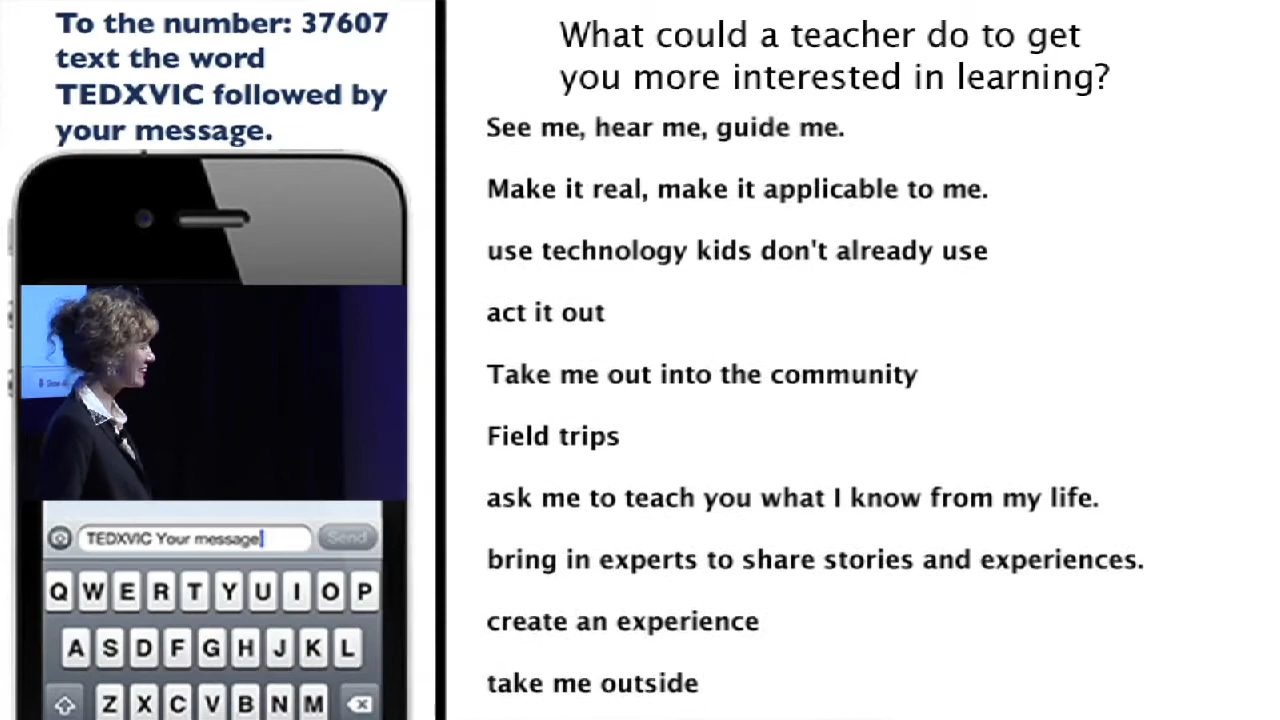 To the number: 37607
text the word
TEDXVIC followed by
your message.
TEDXVIC Your message
Send
Q W E R T Y U I O P
A S D F G H J K L
Z X C V B N M
What could a teacher do to get
you more interested in learning?
See me, hear me, guide me.
Make it real, make it applicable to me.
use technology kids don't already use
act it out
Take me out into the community
Field trips
ask me to teach you what I know from my life.
bring in experts to share stories and experiences.
create an experience
take me outside